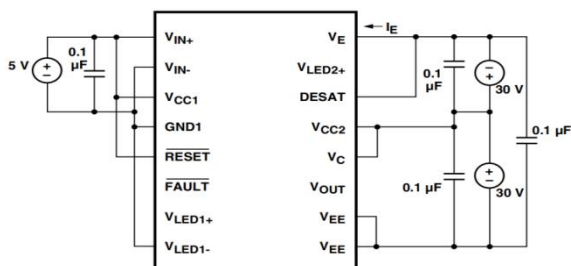 I_E
V_IN+
V_E
0.1 µF
5 V
V_IN-
V_LED2+
0.1 µF
30 V
V_CC1
DESAT
GND1
V_CC2
0.1 µF
RESET
V_C
FAULT
V_OUT
0.1 µF
30 V
V_LED1+
V_EE
V_LED1-
V_EE